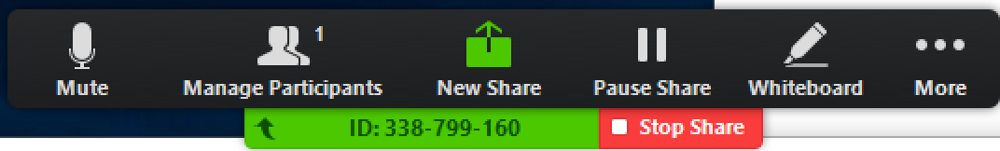 1
Mute Manage Participants New Share Pause Share Whiteboard More
ID: 338-799-160 Stop Share